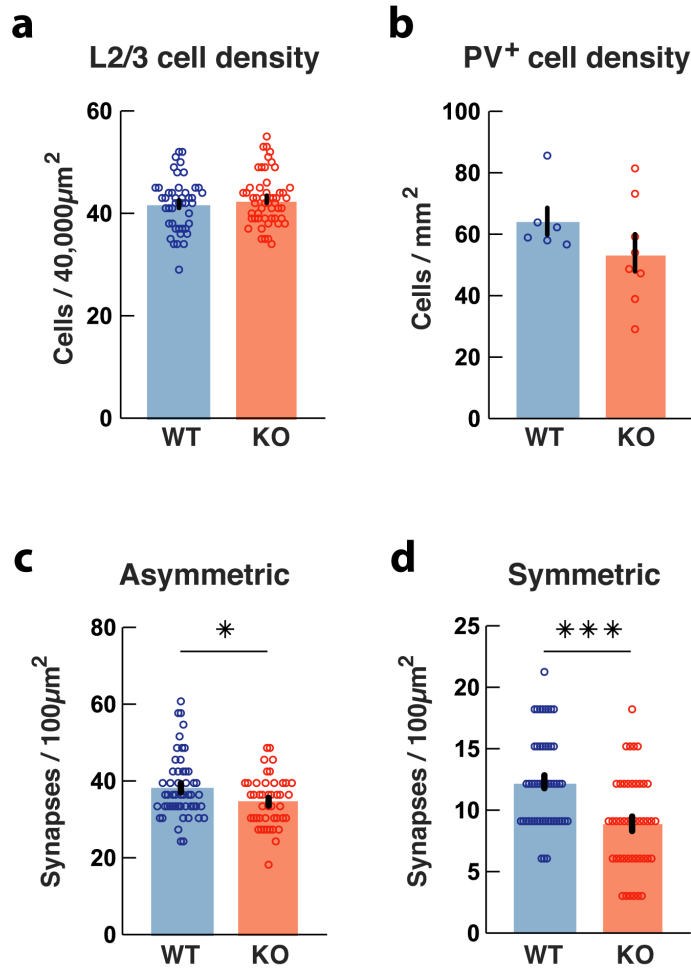 a
L2/3 cell density
Cells / 40,000µm²
60
40
20
0
WT KO
b
PV⁺ cell density
Cells / mm²
100
80
60
40
20
0
WT KO
c
Asymmetric
Synapses / 100µm²
80
60
40
20
0
✳
WT KO
d
Symmetric
Synapses / 100µm²
25
20
15
10
5
0
✳✳✳
WT KO